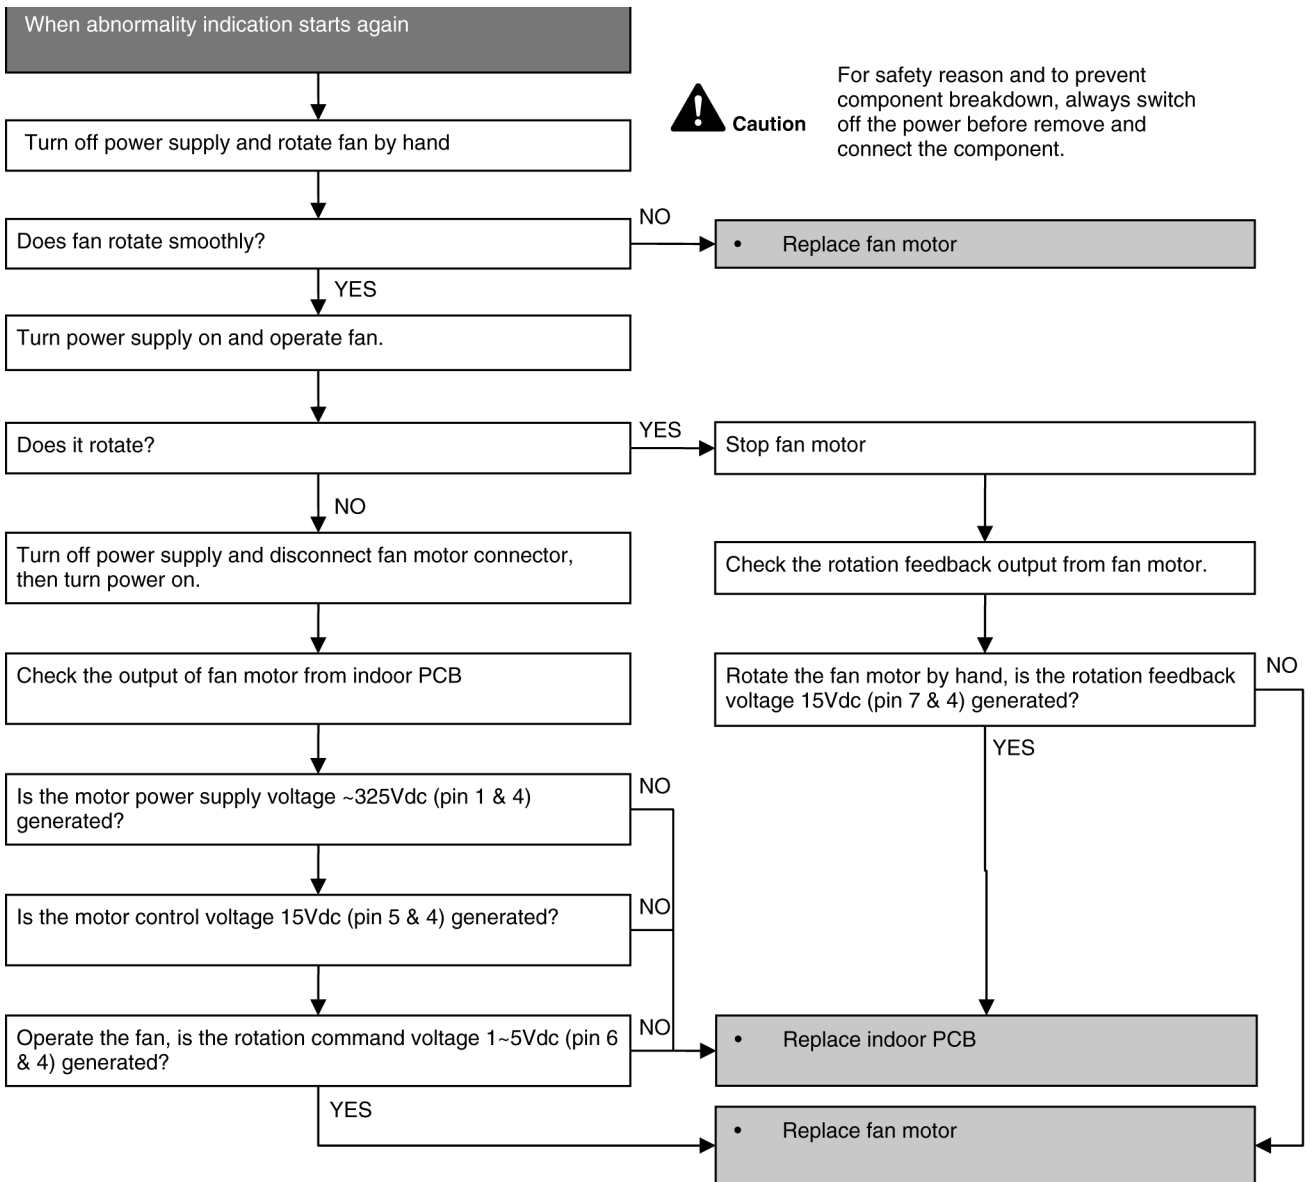 When abnormality indication starts again
For safety reason and to prevent
component breakdown, always switch
off the power before remove and
connect the component.
Caution
Turn off power supply and rotate fan by hand
Does fan rotate smoothly?
NO
• Replace fan motor
YES
Turn power supply on and operate fan.
Does it rotate?
YES
Stop fan motor
NO
Turn off power supply and disconnect fan motor connector,
then turn power on.
Check the rotation feedback output from fan motor.
Check the output of fan motor from indoor PCB
Rotate the fan motor by hand, is the rotation feedback
voltage 15Vdc (pin 7 & 4) generated?
NO
YES
Is the motor power supply voltage ~325Vdc (pin 1 & 4)
generated?
NO
Is the motor control voltage 15Vdc (pin 5 & 4) generated?
NO
Operate the fan, is the rotation command voltage 1~5Vdc (pin 6
& 4) generated?
NO
• Replace indoor PCB
YES
• Replace fan motor